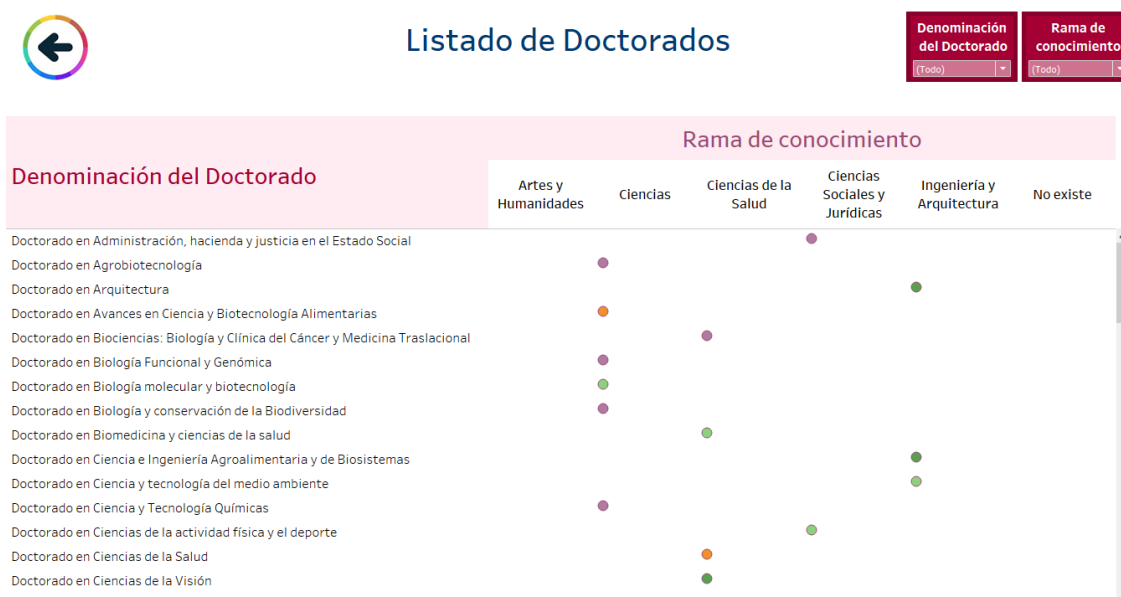 Listado de Doctorados
Denominación
del Doctorado
(Todo)
Rama de
conocimiento
(Todo)
Rama de conocimiento
Denominación del Doctorado
Artes y
Humanidades
Ciencias
Ciencias de la
Salud
Ciencias
Sociales y
Jurídicas
Ingeniería y
Arquitectura
No existe
Doctorado en Administración, hacienda y justicia en el Estado Social
Doctorado en Agrobiotecnología
Doctorado en Arquitectura
Doctorado en Avances en Ciencia y Biotecnología Alimentarias
Doctorado en Biociencias: Biología y Clínica del Cáncer y Medicina Traslacional
Doctorado en Biología Funcional y Genómica
Doctorado en Biología molecular y biotecnología
Doctorado en Biología y conservación de la Biodiversidad
Doctorado en Biomedicina y ciencias de la salud
Doctorado en Ciencia e Ingeniería Agroalimentaria y de Biosistemas
Doctorado en Ciencia y tecnología del medio ambiente
Doctorado en Ciencia y Tecnología Químicas
Doctorado en Ciencias de la actividad física y el deporte
Doctorado en Ciencias de la Salud
Doctorado en Ciencias de la Visión